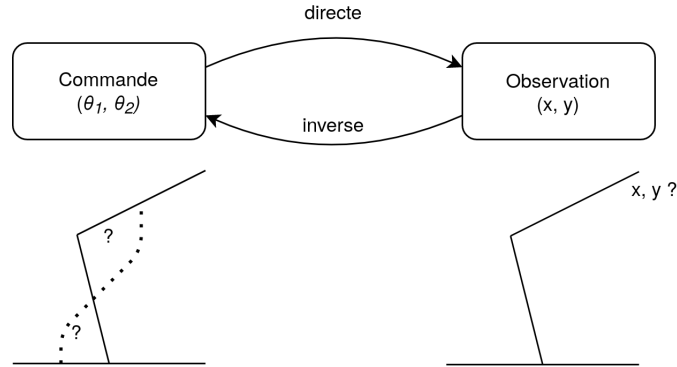 directe
Commande
(θ1, θ2)
Observation
(x, y)
inverse
x, y ?
?
?